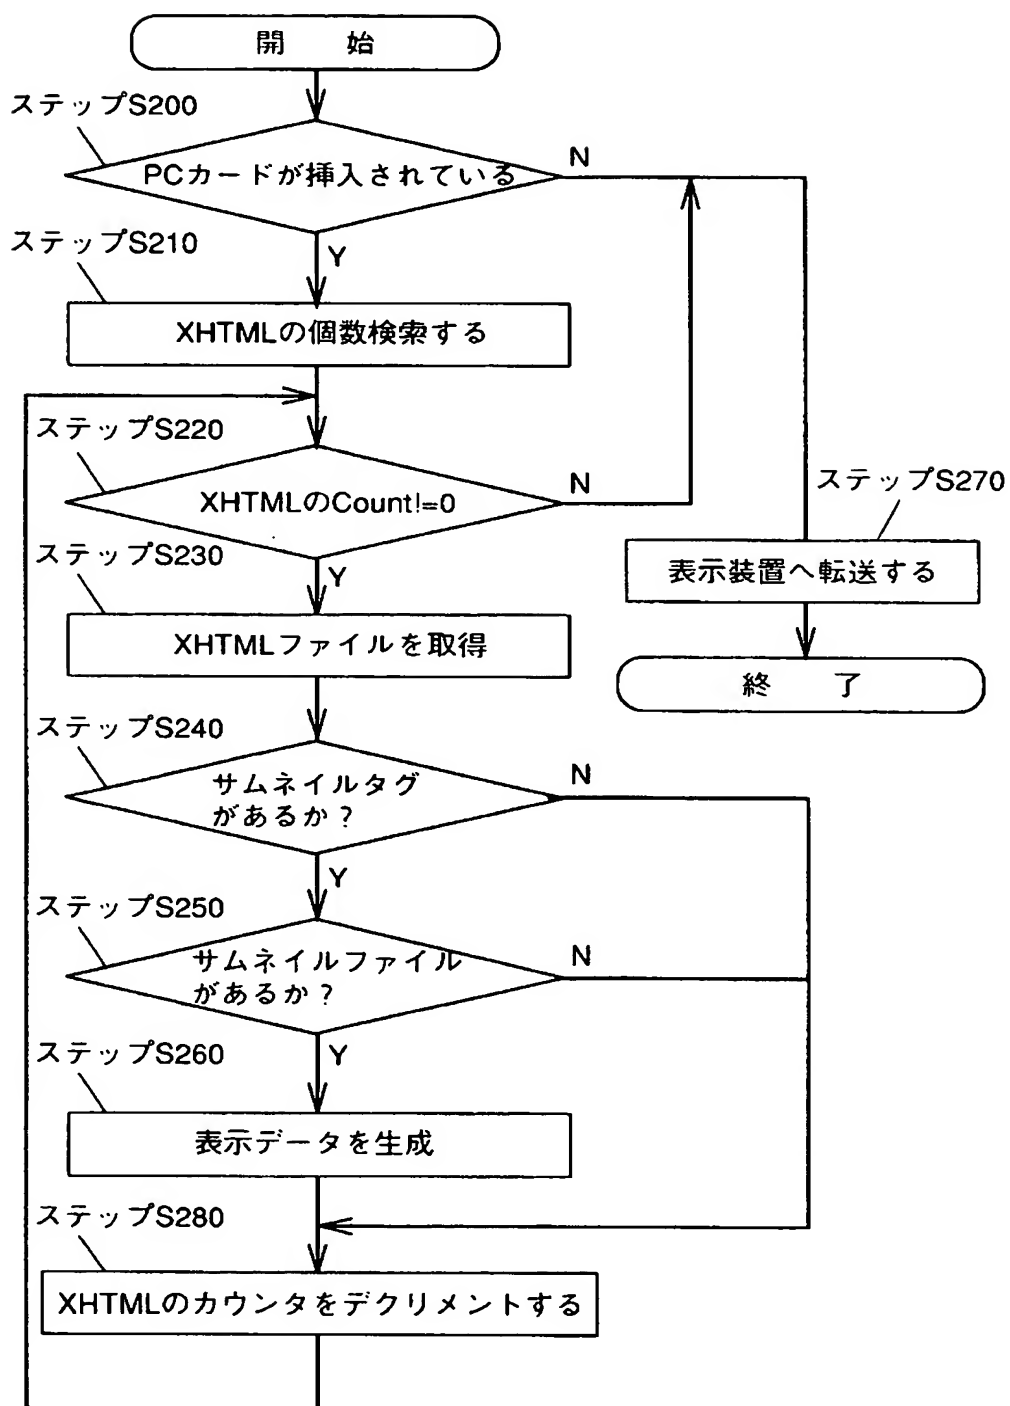 開 始
ステップS200
PCカードが挿入されている
N
Y
ステップS210
XHTMLの個数検索する
ステップS220
XHTMLのCount!=0
N
Y
ステップS230
XHTMLファイルを取得
ステップS270
表示装置へ転送する
終 了
ステップS240
サムネイルタグ
があるか?
N
Y
ステップS250
サムネイルファイル
があるか?
N
Y
ステップS260
表示データを生成
ステップS280
XHTMLのカウンタをデクリメントする